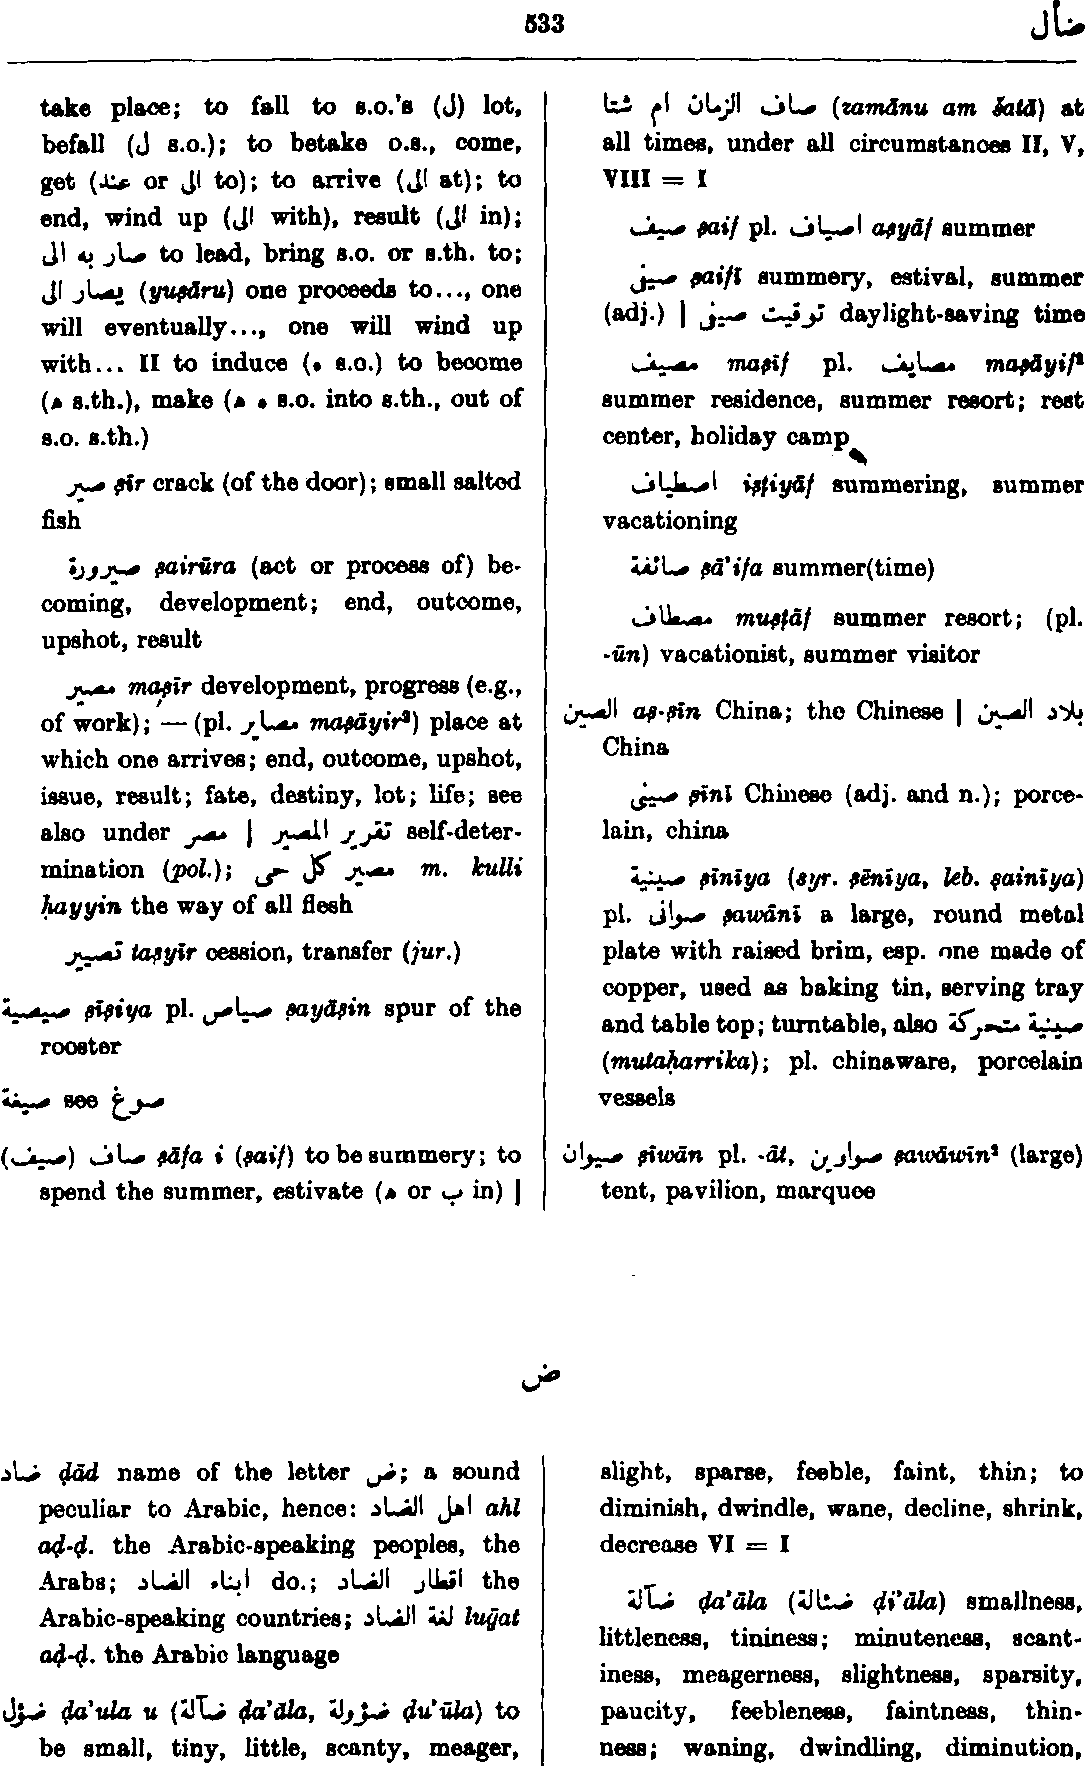 533
ضأل
take place; to fall to s.o.'s (ل) lot,
befall (ل s.o.); to betake o.s., come,
get (عند or الى to); to arrive (الى at); to
end, wind up (الى with), result (الى in);
صار به الى to lead, bring s.o. or s.th. to;
يصار الى (yuṣāru) one proceeds to..., one
will eventually..., one will wind up
with... II to induce (ه s.o.) to become
(ه s.th.), make (ه ه s.o. into s.th., out of
s.o. s.th.)
صير ṣīr crack (of the door); small salted
fish
صيرورة ṣairūra (act or process of) be-
coming, development; end, outcome,
upshot, result
مصير maṣīr development, progress (e.g.,
of work); — (pl. مصاير maṣāyir²) place at
which one arrives; end, outcome, upshot,
issue, result; fate, destiny, lot; life; see
also under مصر | تقرير المصير self-deter-
mination (pol.); مصير كل حى m. kulli
ḥayyin the way of all flesh
تصيير taṣyīr cession, transfer (jur.)
صيصية ṣīṣiya pl. صياص ṣayāṣin spur of the
rooster
صيغة see صوغ
(صيف) صاف ṣāfa i (ṣaif) to be summery; to
spend the summer, estivate (ه or ب in) |
صاف الزمان ام شتا (zamānu am šatā) at
all times, under all circumstances II, V,
VIII = I
صيف ṣaif pl. اصياف aṣyāf summer
صيفى ṣaifī summery, estival, summer
(adj.) | توقيت صيفى daylight-saving time
مصيف maṣīf pl. مصايف maṣāyif²
summer residence, summer resort; rest
center, holiday camp
اصطياف iṣṭiyāf summering, summer
vacationing
صائفة ṣā'ifa summer(time)
مصطاف muṣṭāf summer resort; (pl.
-ūn) vacationist, summer visitor
الصين aṣ-ṣīn China; the Chinese | بلاد الصين
China
صينى ṣīnī Chinese (adj. and n.); porce-
lain, china
صينية ṣīnīya (syr. ṣēnīya, leb. ṣainīya)
pl. صوانى ṣawānī a large, round metal
plate with raised brim, esp. one made of
copper, used as baking tin, serving tray
and table top; turntable, also صينية متحركة
(mutaḥarrika); pl. chinaware, porcelain
vessels
صيوان ṣīwān pl. -āt, صواوين ṣawāwīn² (large)
tent, pavilion, marquee
ض
ضاد ḍād name of the letter ض; a sound
peculiar to Arabic, hence: اهل الضاد ahl
aḍ-ḍ. the Arabic-speaking peoples, the
Arabs; ابناء الضاد do.; اقطار الضاد the
Arabic-speaking countries; لغة الضاد luḡat
aḍ-ḍ. the Arabic language
ضؤل ḍa'ula u (ضآلة ḍa'āla, ضؤولة ḍu'ūla) to
be small, tiny, little, scanty, meager,
slight, sparse, feeble, faint, thin; to
diminish, dwindle, wane, decline, shrink,
decrease VI = I
ضآلة ḍa'āla (ضئالة ḍi'āla) smallness,
littleness, tininess; minuteness, scant-
iness, meagerness, slightness, sparsity,
paucity, feebleness, faintness, thin-
ness; waning, dwindling, diminution,